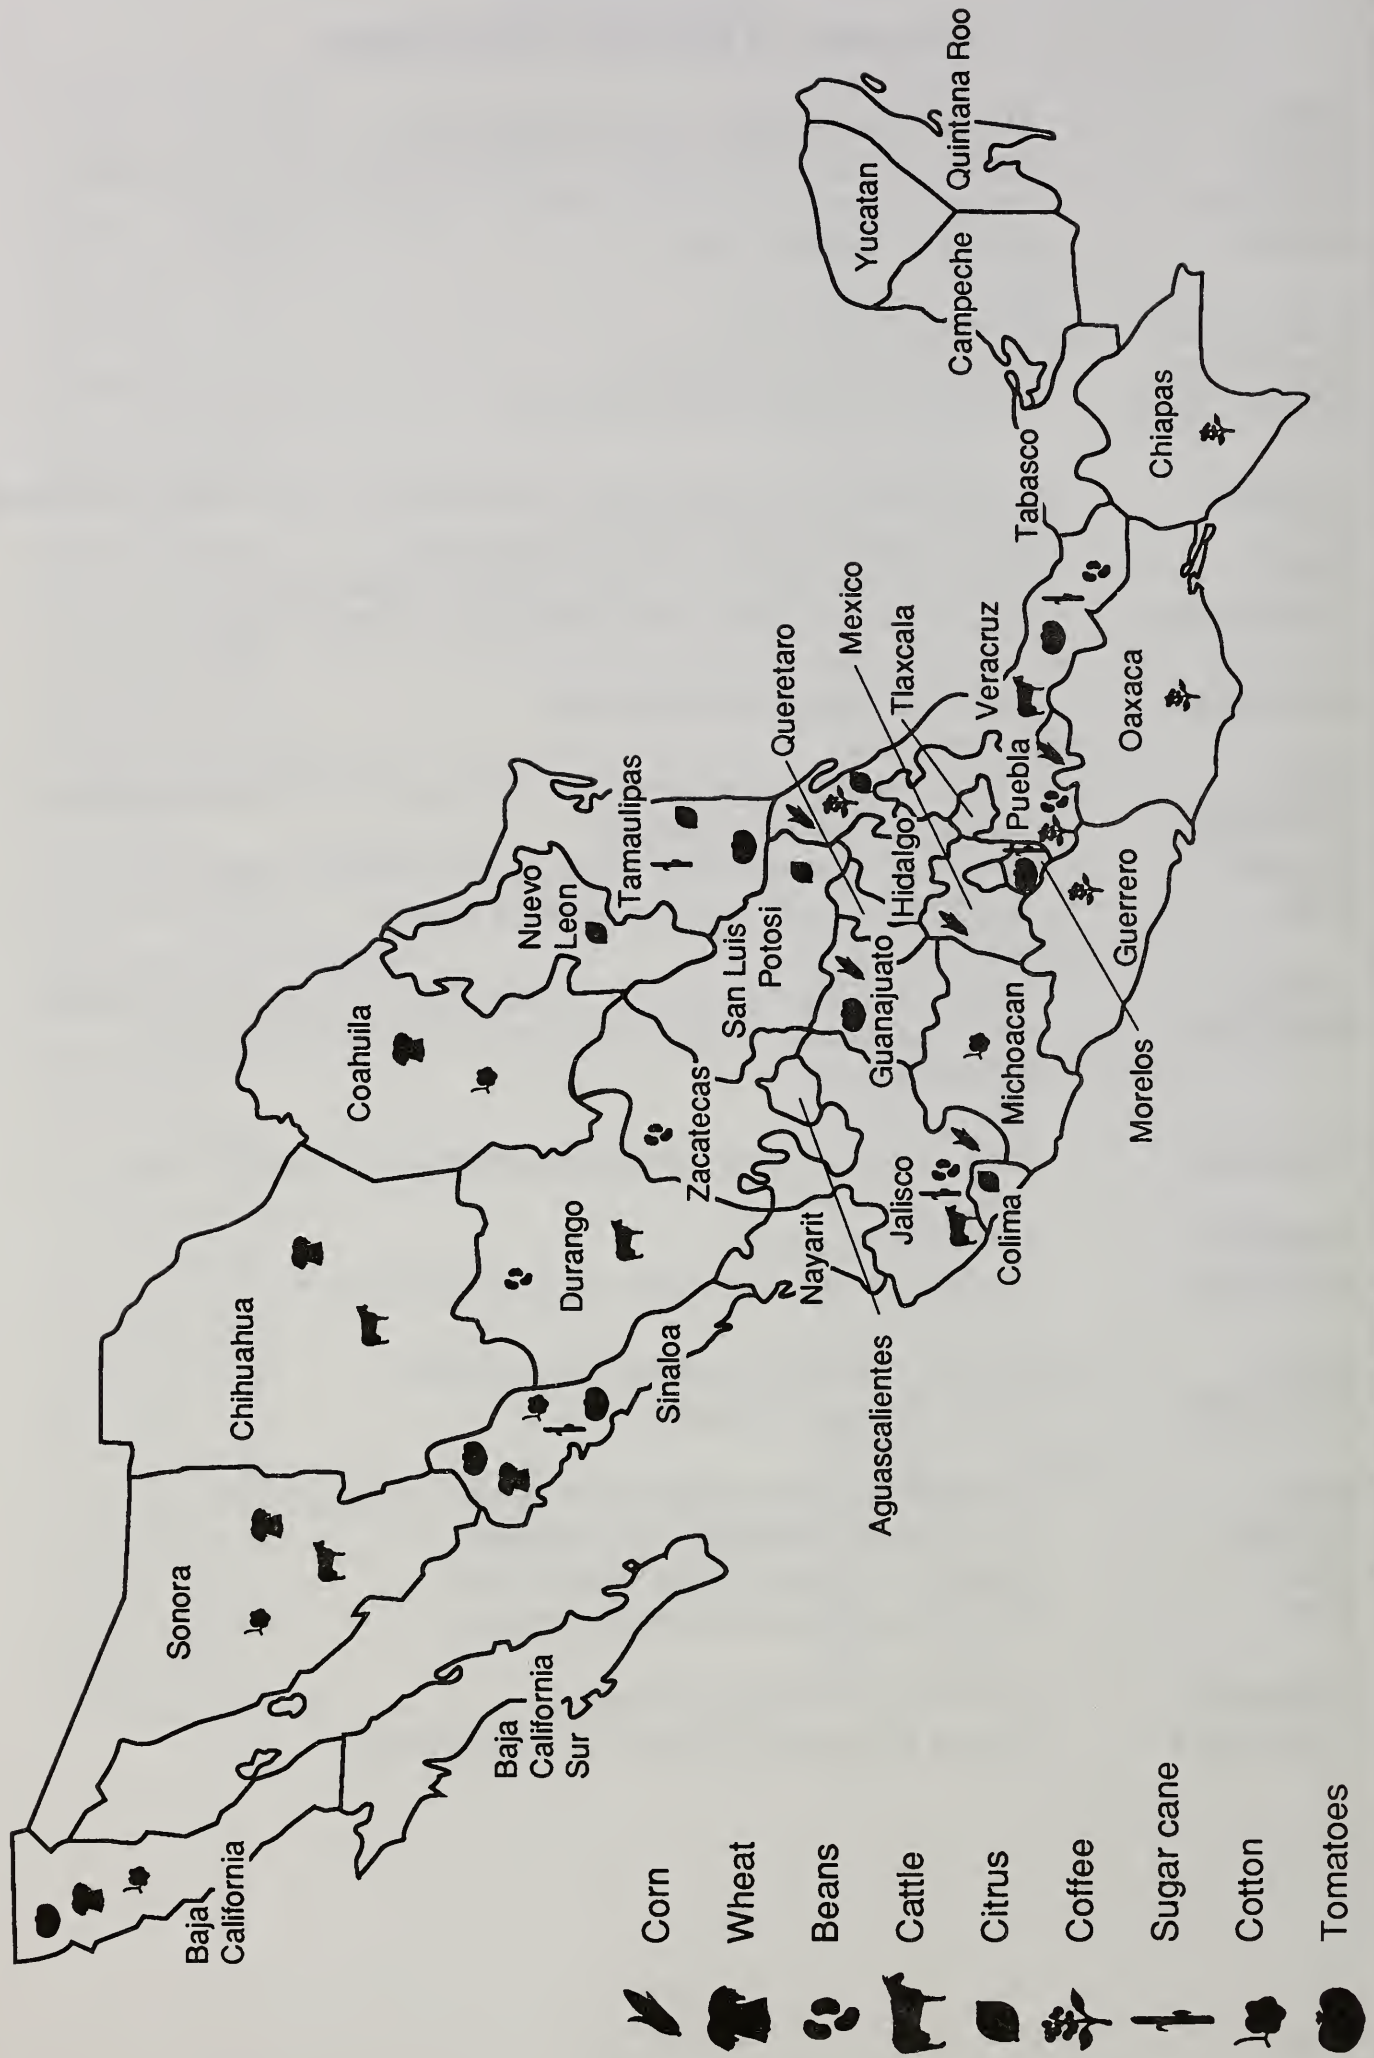 Baja
California
Sonora
Chihuahua
Coahuila
Nuevo
Leon
Tamaulipas
Baja
California
Sur
Sinaloa
Durango
Zacatecas
San Luis
Potosi
Nayarit
Aguascalientes
Jalisco
Colima
Guanajuato
Michoacan
Queretaro
Hidalgo
Mexico
Tlaxcala
Morelos
Puebla
Veracruz
Guerrero
Oaxaca
Tabasco
Chiapas
Campeche
Yucatan
Quintana Roo
Corn
Wheat
Beans
Cattle
Citrus
Coffee
Sugar cane
Cotton
Tomatoes